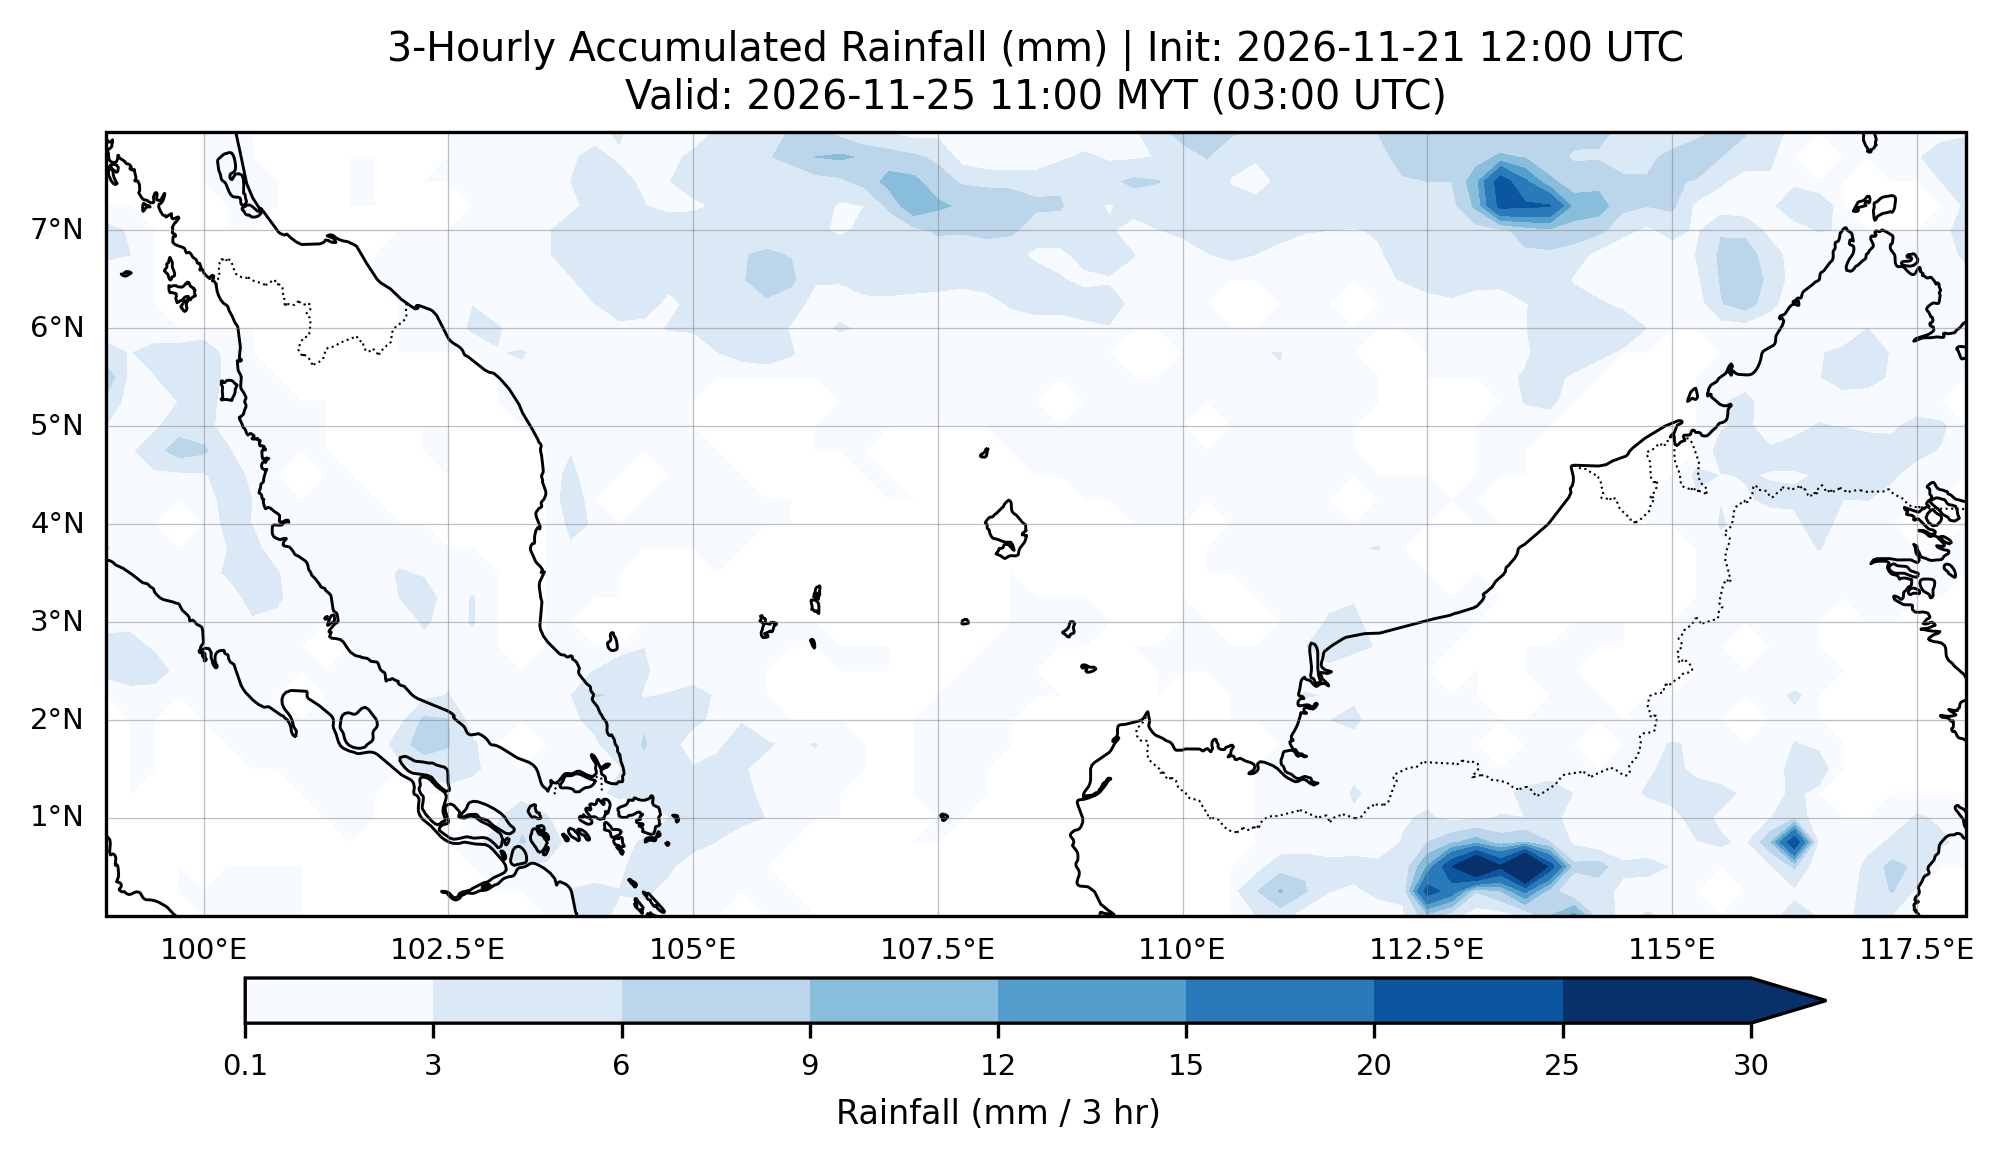 3-Hourly Accumulated Rainfall (mm) | Init: 2026-11-21 12:00 UTC
Valid: 2026-11-25 11:00 MYT (03:00 UTC)
7°N
6°N
5°N
4°N
3°N
2°N
1°N
100°E 102.5°E 105°E 107.5°E 110°E 112.5°E 115°E 117.5°E
0.1 3 6 9 12 15 20 25 30
Rainfall (mm / 3 hr)